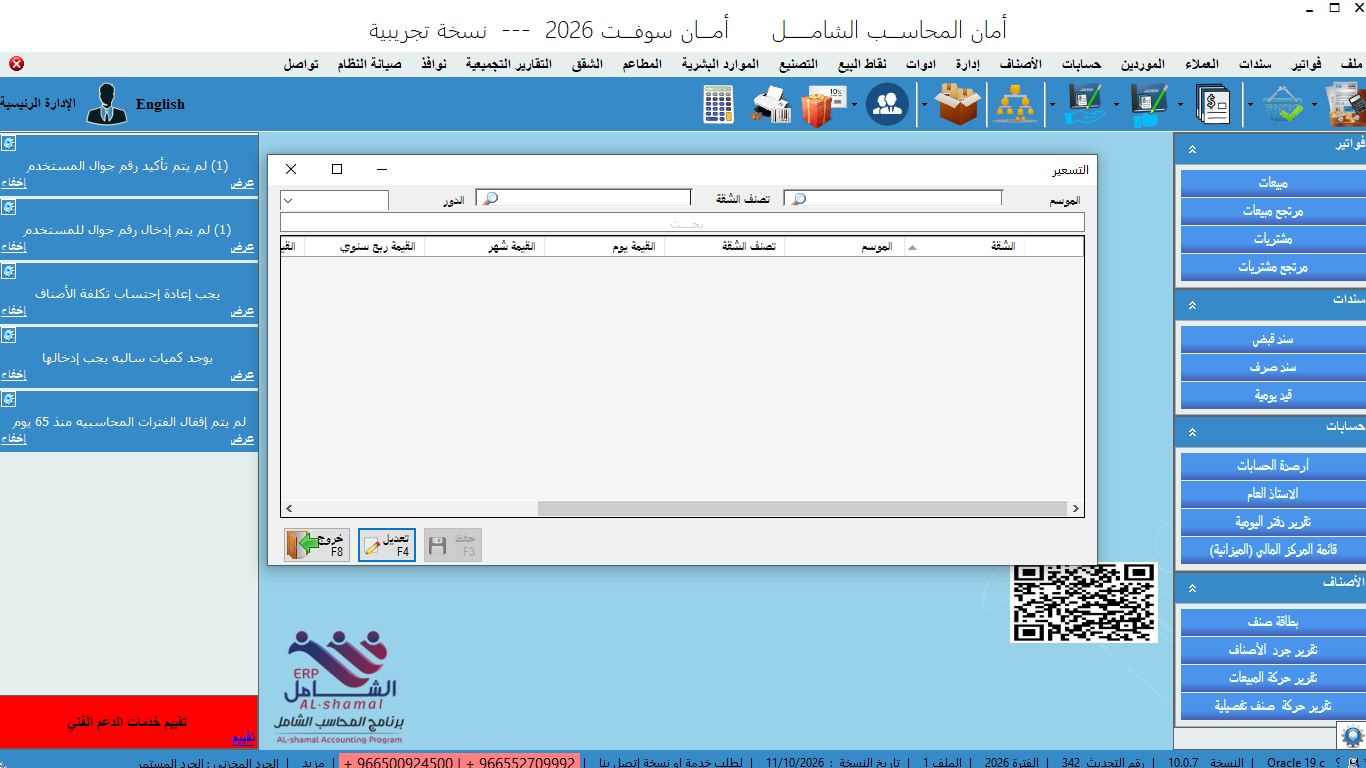 أمان المحاســب الشامــــل أمــان سوفــت 2026 --- نسخة تجريبية
ملف فواتير سندات العملاء الموردين حسابات الأصناف إدارة ادوات نقاط البيع التصنيع الموارد البشرية المطاعم الشقق التقارير التجميعية نوافذ صيانة النظام تواصل
English
الإدارة الرئيسية
فواتير
مبيعات
مرتجع مبيعات
مشتريات
مرتجع مشتريات
سندات
سند قبض
سند صرف
قيد يومية
حسابات
أرصدة الحسابات
الاستاذ العام
تقرير دفتر اليومية
قائمة المركز المالي (الميزانية)
الأصناف
بطاقة صنف
تقرير جرد الأصناف
تقرير حركة المبيعات
تقرير حركة صنف تفصيلية
التسعير
الموسم تصنف الشقة الدور
بحـــث
الشقة الموسم تصنف الشقة القيمة يوم القيمة شهر القيمة ربع سنوي القي
حفظ
F3
تعديل
F4
خروج
F8
(1) لم يتم تأكيد رقم جوال المستخدم
عرض إخفاء
(1) لم يتم إدخال رقم جوال للمستخدم
عرض إخفاء
يجب إعادة إحتساب تكلفة الأصناف
عرض إخفاء
يوجد كميات سالبه يجب إدخالها
عرض إخفاء
لم يتم إقفال الفترات المحاسبيه منذ 65 يوم
عرض إخفاء
تقييم خدمات الدعم الفني
تقييم
ERP
الشامل
AL-shamal
برنامج المحاسب الشامل
AL-shamal Accounting Program
؟ | Oracle 19 c | النسخة 10.0.7 | رقم التحديث 342 | الفترة 2026 | الملف 1 | تاريخ النسخة : 11/10/2026 | لطلب خدمة او نسخة إتصل بنا | + 966552709992 | + 966500924500 | مزيد | الجرد المخزني : الجرد المستمر